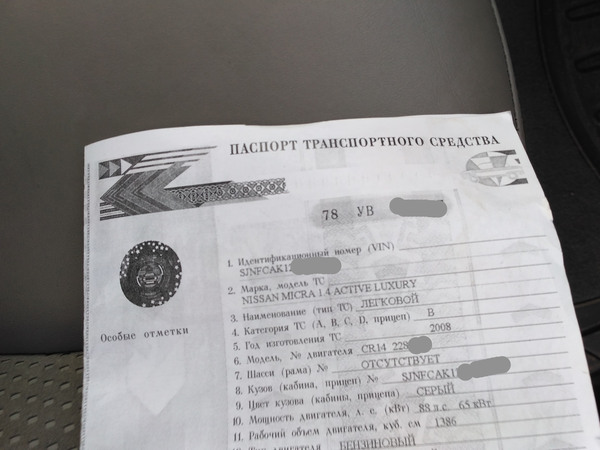 ПАСПОРТ ТРАНСПОРТНОГО СРЕДСТВА
78 УВ
1. Идентификационный номер (VIN)
SJNFCAK12
2. Марка, модель ТС
NISSAN MICRA 1.4 ACTIVE LUXURY
3. Наименование (тип ТС) ЛЕГКОВОЙ
4. Категория ТС (A, B, C, D, прицеп) B
5. Год изготовления ТС 2008
6. Модель, № двигателя CR14 228
7. Шасси (рама) № ОТСУТСТВУЕТ
8. Кузов (кабина, прицеп) № SJNFCAK1
9. Цвет кузова (кабины, прицепа) СЕРЫЙ
10. Мощность двигателя, л. с. (кВт) 88 л.с. 65 кВт
11. Рабочий объем двигателя, куб. см 1386
двигателя БЕНЗИНОВЫЙ
Особые отметки